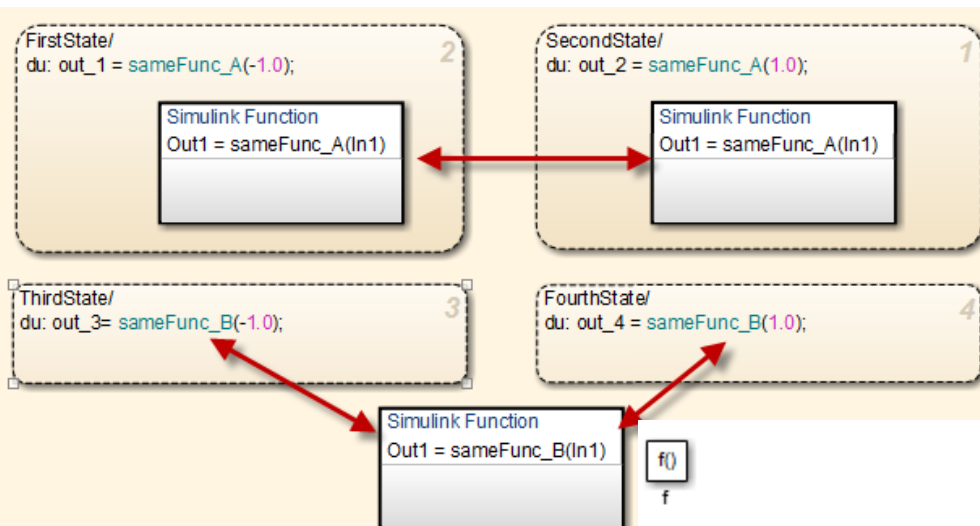 FirstState/
2
du: out_1 = sameFunc_A(-1.0);
Simulink Function
Out1 = sameFunc_A(In1)
SecondState/
1
du: out_2 = sameFunc_A(1.0);
Simulink Function
Out1 = sameFunc_A(In1)
ThirdState/
3
du: out_3= sameFunc_B(-1.0);
FourthState/
4
du: out_4 = sameFunc_B(1.0);
Simulink Function
Out1 = sameFunc_B(In1)
f()
f